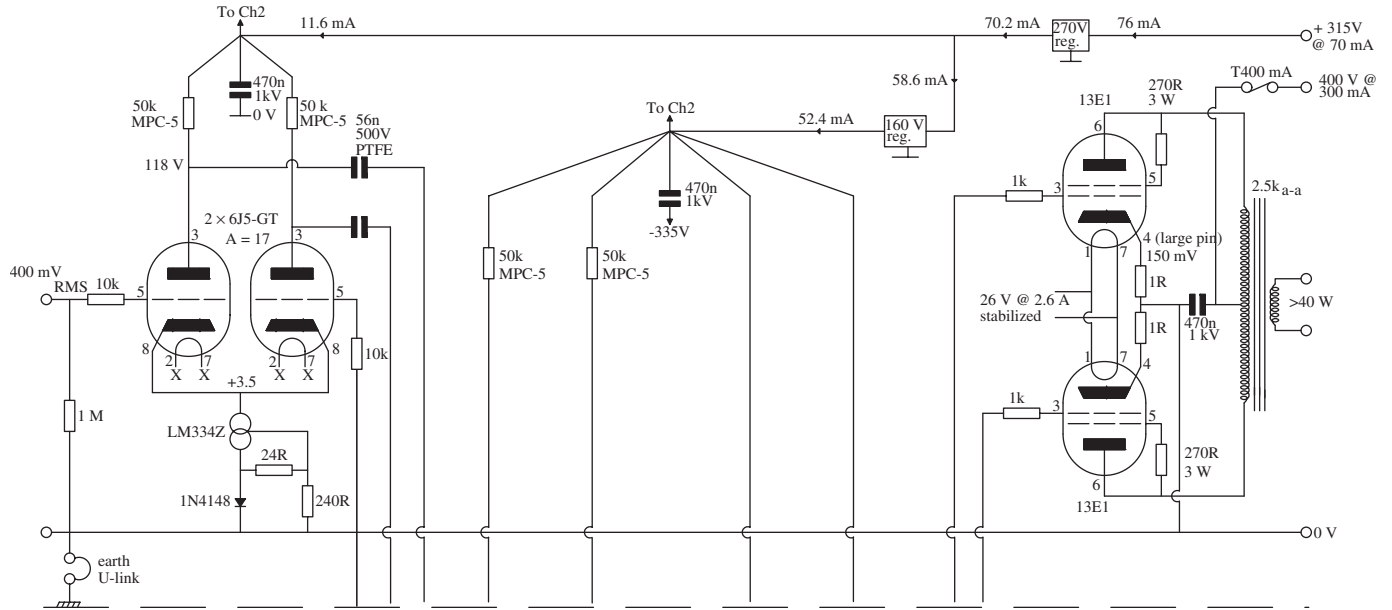 To Ch2
11.6 mA
70.2 mA
270V
reg.
76 mA
+ 315V
@ 70 mA
470n
1kV
0 V
50k
MPC-5
50 k
MPC-5
56n
500V
PTFE
58.6 mA
To Ch2
52.4 mA
160 V
reg.
T400 mA
400 V @
300 mA
270R
3 W
13E1
6
118 V
470n
1kV
-335V
1k
3
5
2.5k a-a
2 × 6J5-GT
A = 17
3
3
50k
MPC-5
50k
MPC-5
4 (large pin)
150 mV
1
7
1R
400 mV
RMS
10k
5
5
26 V @ 2.6 A
stabilized
470n
1 kV
>40 W
1R
8
2
7
X
X
2
7
X
X
8
10k
1
7
4
+3.5
1k
3
5
1 M
LM334Z
24R
270R
3 W
1N4148
240R
6
13E1
0 V
earth
U-link